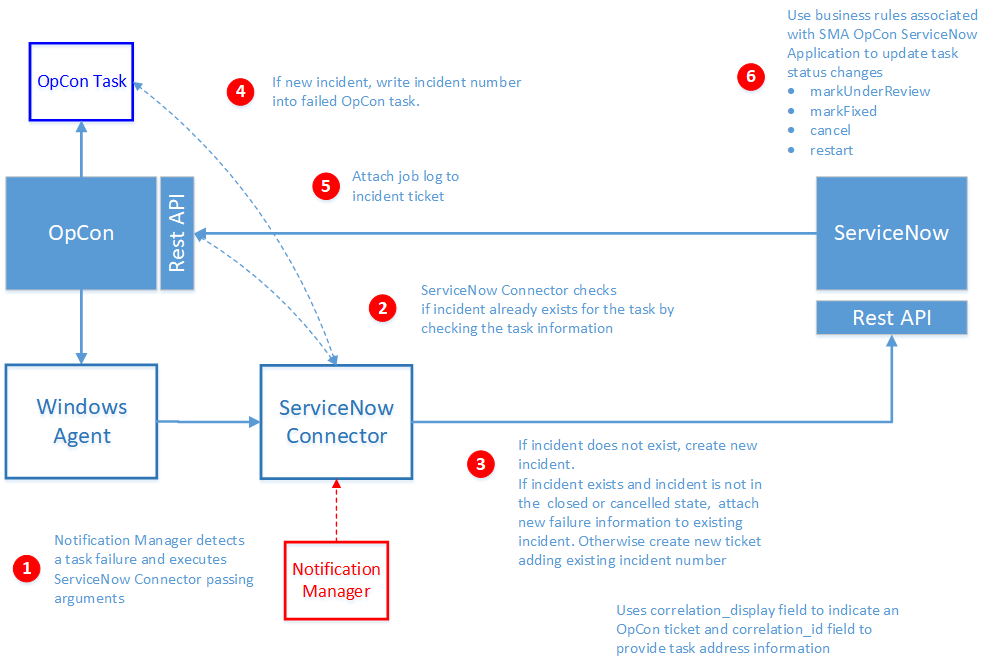 Use business rules associated
with SMA OpCon ServiceNow
Application to update task
status changes
• markUnderReview
• markFixed
• cancel
• restart
6
OpCon Task
4
If new incident, write incident number
into failed OpCon task.
5
Attach job log to
incident ticket
OpCon
Rest API
ServiceNow
Rest API
2
ServiceNow Connector checks
if incident already exists for the task by
checking the task information
Windows
Agent
ServiceNow
Connector
3
If incident does not exist, create new
incident.
If incident exists and incident is not in
the closed or cancelled state, attach
new failure information to existing
incident. Otherwise create new ticket
adding existing incident number
1
Notification Manager detects
a task failure and executes
ServiceNow Connector passing
arguments
Notification
Manager
Uses correlation_display field to indicate an
OpCon ticket and correlation_id field to
provide task address information